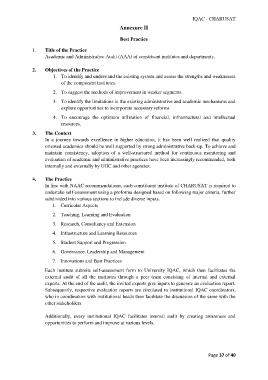 IQAC - CHARUSAT
Annexure II
Best Practice
1. Title of the Practice
Academic and Administrative Audit (AAA) of constituent institutes and departments.
2. Objectives of the Practice
1. To identify and understand the existing system and assess the strengths and weaknesses
of the component institutes.
2. To suggest the methods of improvement in weaker segments.
3. To identify the limitations in the existing administrative and academic mechanisms and
explore opportunities to incorporate necessary reforms
4. To encourage the optimum utilization of financial, infrastructural and intellectual
resources.
3. The Context
In a journey towards excellence in higher education, it has been well realized that quality
oriented academics should be well supported by strong administrative back-up. To achieve and
maintain consistency, adoption of a well-structured method for continuous monitoring and
evaluation of academic and administrative practices have been increasingly recommended, both
internally and externally by UGC and other agencies.
4. The Practice
In line with NAAC recommendations, each constituent institute of CHARUSAT is required to
undertake self-assessment using a proforma designed based on following major criteria, further
subdivided into various sections to include diverse inputs.
1. Curricular Aspects
2. Teaching, Learning and Evaluation
3. Research, Consultancy and Extension
4. Infrastructure and Learning Resources
5. Student Support and Progression
6. Governance, Leadership and Management
7. Innovations and Best Practices
Each institute submits self-assessment form to University IQAC, which then facilitates the
external audit of all the institutes through a peer team consisting of internal and external
experts. At the end of the audit, the invited experts give inputs to generate an evaluation report.
Subsequently, respective evaluation reports are circulated to institutional IQAC coordinators,
who in coordination with institutional heads then facilitate the discussion of the same with the
other stakeholders.
Additionally, every institutional IQAC facilitates internal audit by creating awareness and
opportunities to perform and improve at various levels.
Page 37 of 40